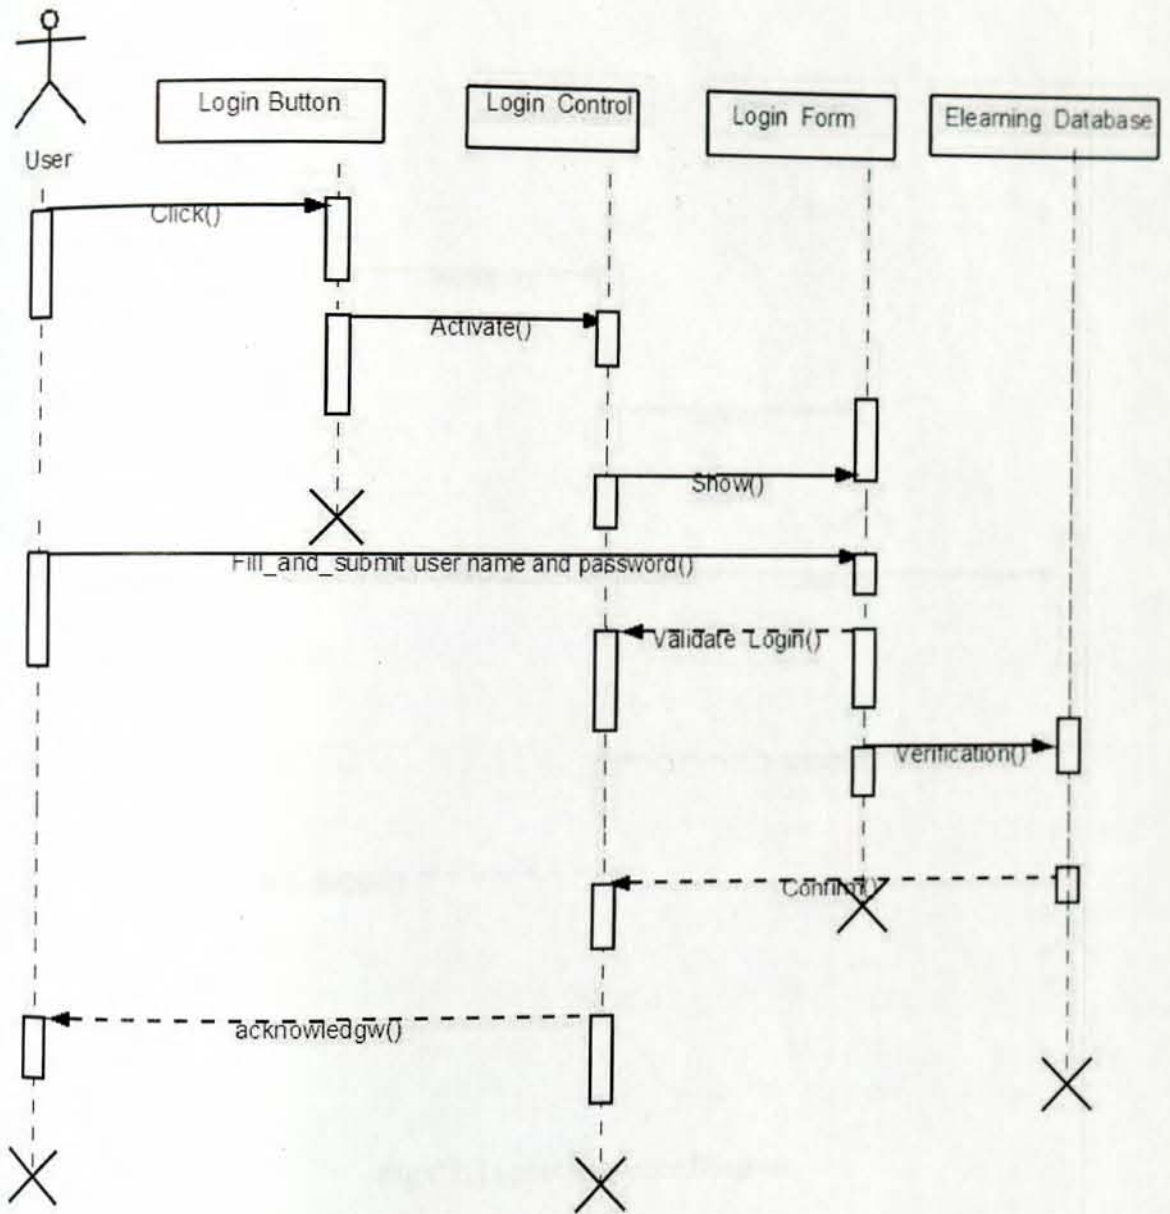 Login Button
Login Control
Login Form
Elearning Database
User
Click()
Activate()
Show()
Fill_and_submit user name and password()
Validate Login()
Verification()
Confirm()
acknowledgw()